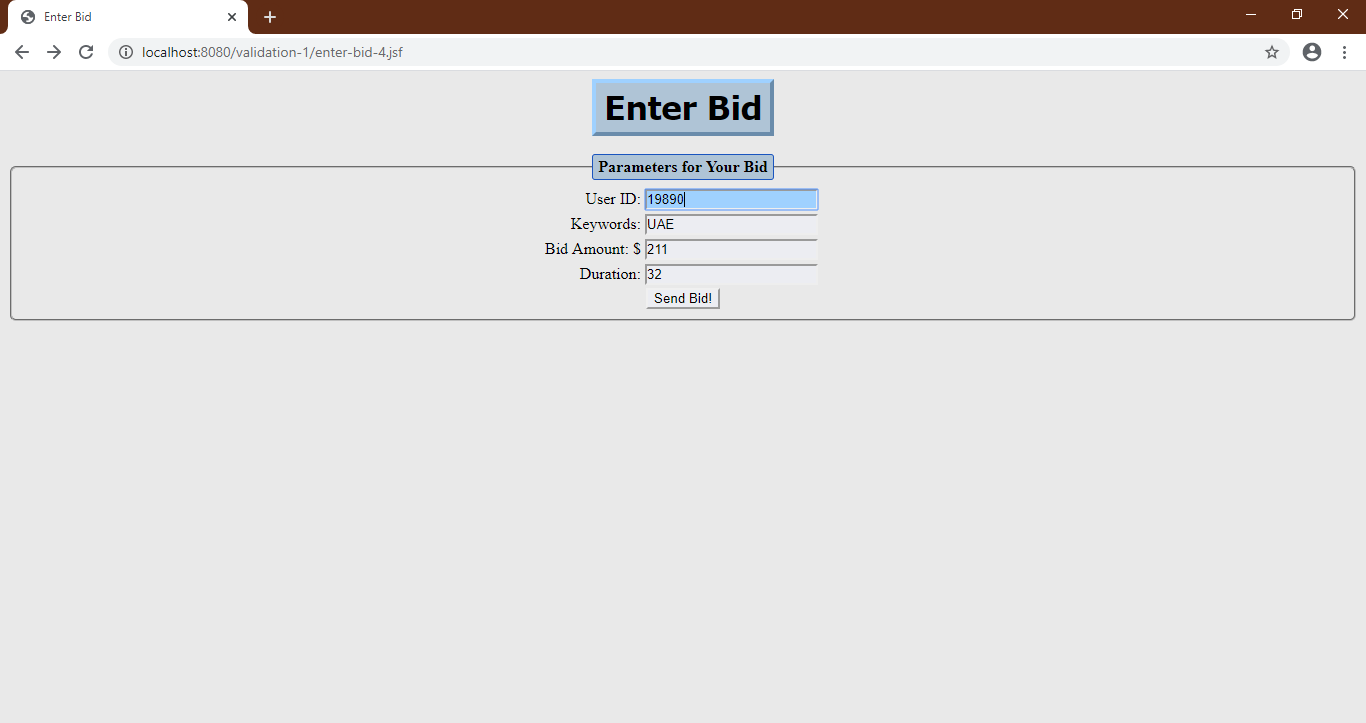 Enter Bid
localhost:8080/validation-1/enter-bid-4.jsf
Enter Bid
Parameters for Your Bid
User ID: 19890
Keywords: UAE
Bid Amount: $ 211
Duration: 32
Send Bid!